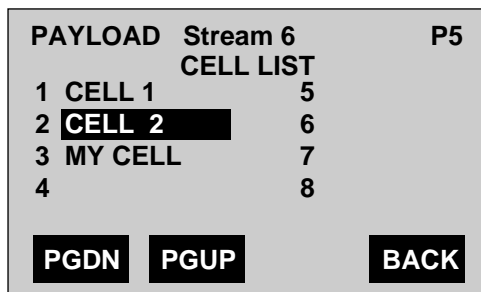 PAYLOAD Stream 6 P5
CELL LIST
1 CELL 1 5
2 CELL 2 6
3 MY CELL 7
4 8
PGDN PGUP BACK